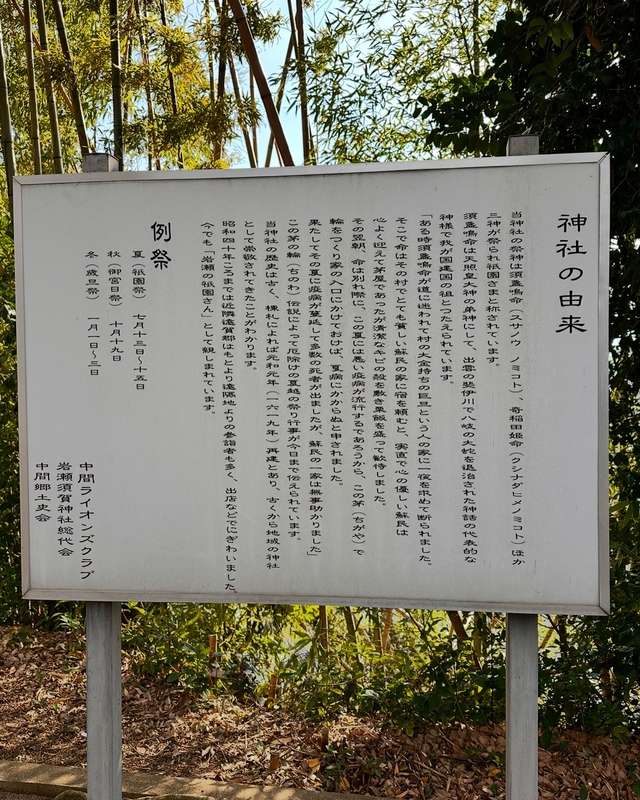 神社の由来
当神社の祭神は須盞嗚命（スサノウ ノミコト）、奇稲田姫命（クシナダヒメノミコト）ほか
三神が祭られ祇園さまと称されています。
須盞嗚命は天照皇大神の弟神にして、出雲の斐伊川で八岐の大蛇を退治された神話の代表的な
神様で我が国建国の祖とつたえられています。
「ある時須盞嗚命が道に迷われて村の大金持ちの巨旦という人の家に一夜を求めて断られました。
そこで命はその村でとても貧しい蘇民の家に宿を頼むと、実直で心の優しい蘇民は
心よく迎えて茅屋であったが清潔なキビの殻を敷き粟飯を盛って歓待しました。
その翌朝、命は別れ際に、この夏には悪い疫病が流行するであろうから、この茅（ちがや）で
輪をつくり家の入口にかけておけば、夏病にかからぬと申されました。
果たしてその夏に疫病が蔓延して多数の死者が出ましたが、蘇民の一家は無事助かりました」
この茅の輪（ちのわ）伝説によって厄除けの夏越の祭り行事が今日まで伝えられています。
当神社の歴史は古く、棟札によれば元和元年（一六一九年）再建とあり、古くから地域の神社
として崇敬されてきたことがわかります。
昭和四十年ころまでは近隣遠賀郡はもとより遠隔地よりの参詣者も多く、出店などでにぎわいました。
今でも「岩瀬の祇園さん」として親しまれています。
例祭
夏（祇園祭） 七月十三日〜十五日
秋（御宮日祭） 十月十九日
冬（歳旦祭） 一月一日〜三日
中間ライオンズクラブ
岩瀬須賀神社総代会
中間郷土史会